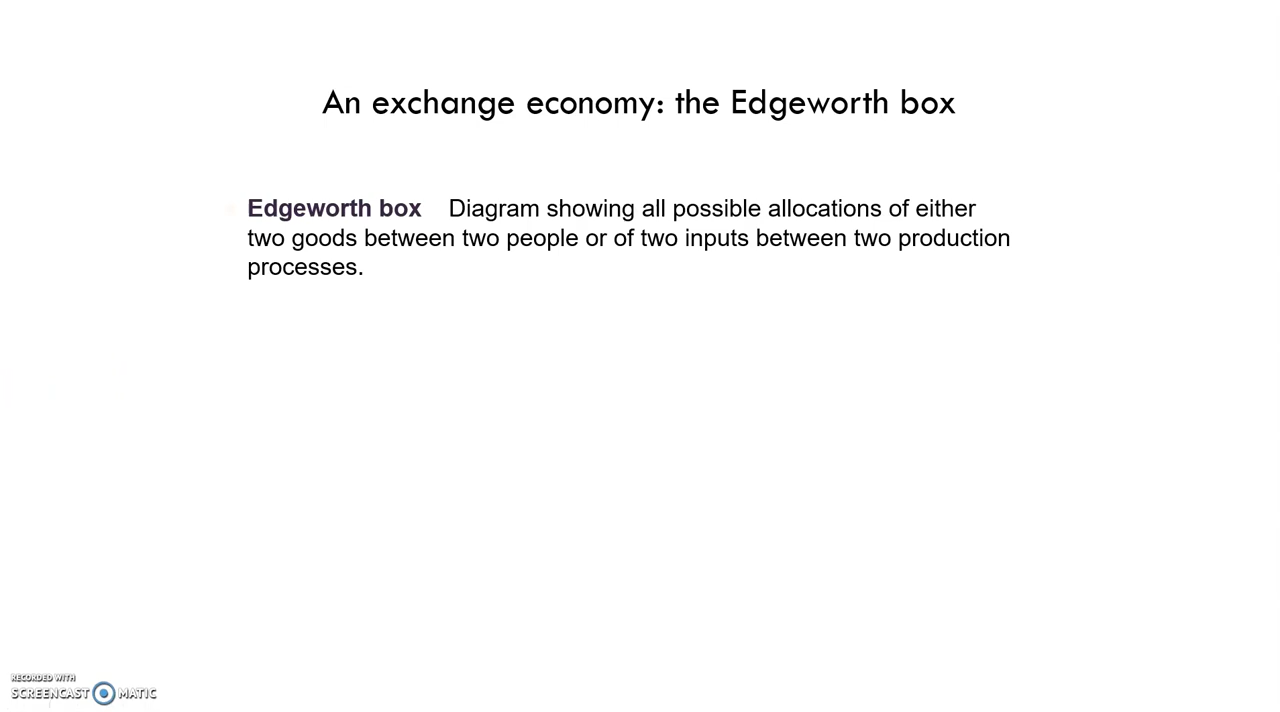 An exchange economy: the Edgeworth box
Edgeworth box Diagram showing all possible allocations of either
two goods between two people or of two inputs between two production
processes.
RECORDED WITH
SCREENCAST MATIC